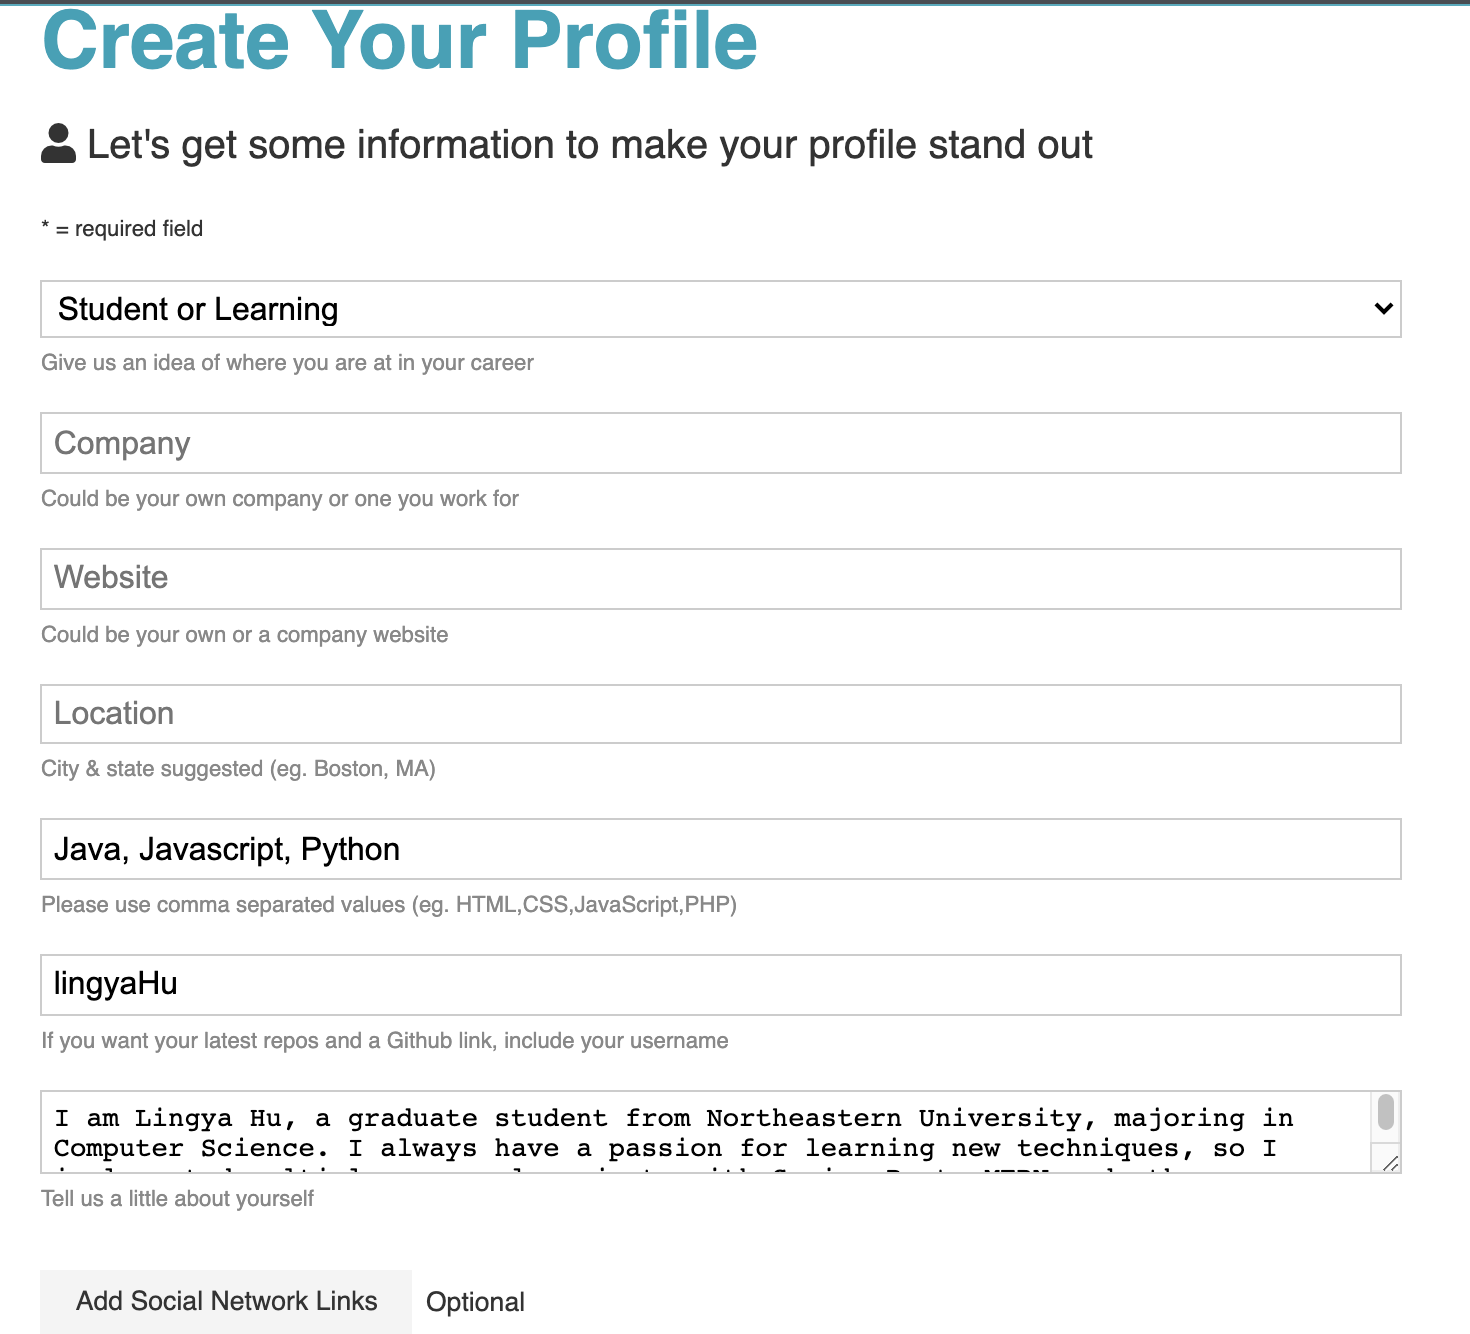 Create Your Profile
Let's get some information to make your profile stand out
* = required field
Student or Learning
Give us an idea of where you are at in your career
Company
Could be your own company or one you work for
Website
Could be your own or a company website
Location
City & state suggested (eg. Boston, MA)
Java, Javascript, Python
Please use comma separated values (eg. HTML,CSS,JavaScript,PHP)
lingyaHu
If you want your latest repos and a Github link, include your username
I am Lingya Hu, a graduate student from Northeastern University, majoring in
Computer Science. I always have a passion for learning new techniques, so I
Tell us a little about yourself
Add Social Network Links Optional